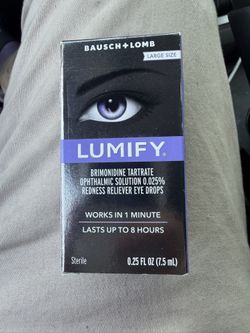 BAUSCH + LOMB
LARGE SIZE
LUMIFY
BRIMONIDINE TARTRATE
OPHTHALMIC SOLUTION 0.025%
REDNESS RELIEVER EYE DROPS
WORKS IN 1 MINUTE
LASTS UP TO 8 HOURS
Sterile
0.25 FL OZ (7.5 mL)